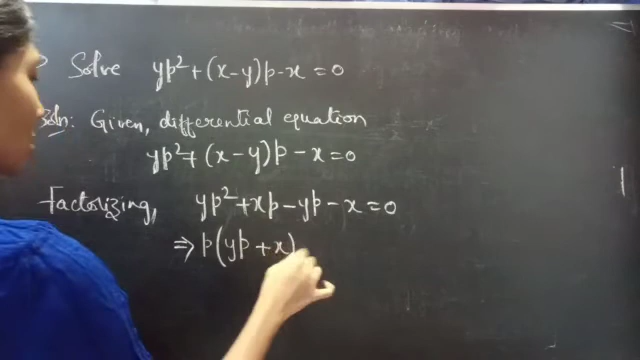 Solve yp² + (x-y)p - x = 0
Soln: Given, differential equation
yp² + (x - y)p - x = 0
Factorizing, yp² + xp - yp - x = 0
⇒ p(yp + x)